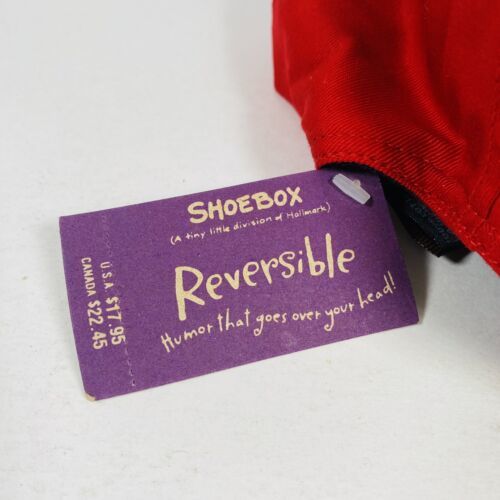 SHOEBOX
(A tiny little division of Hallmark)
Reversible
Humor that goes over your head!
U.S.A. $17.95
CANADA $22.45